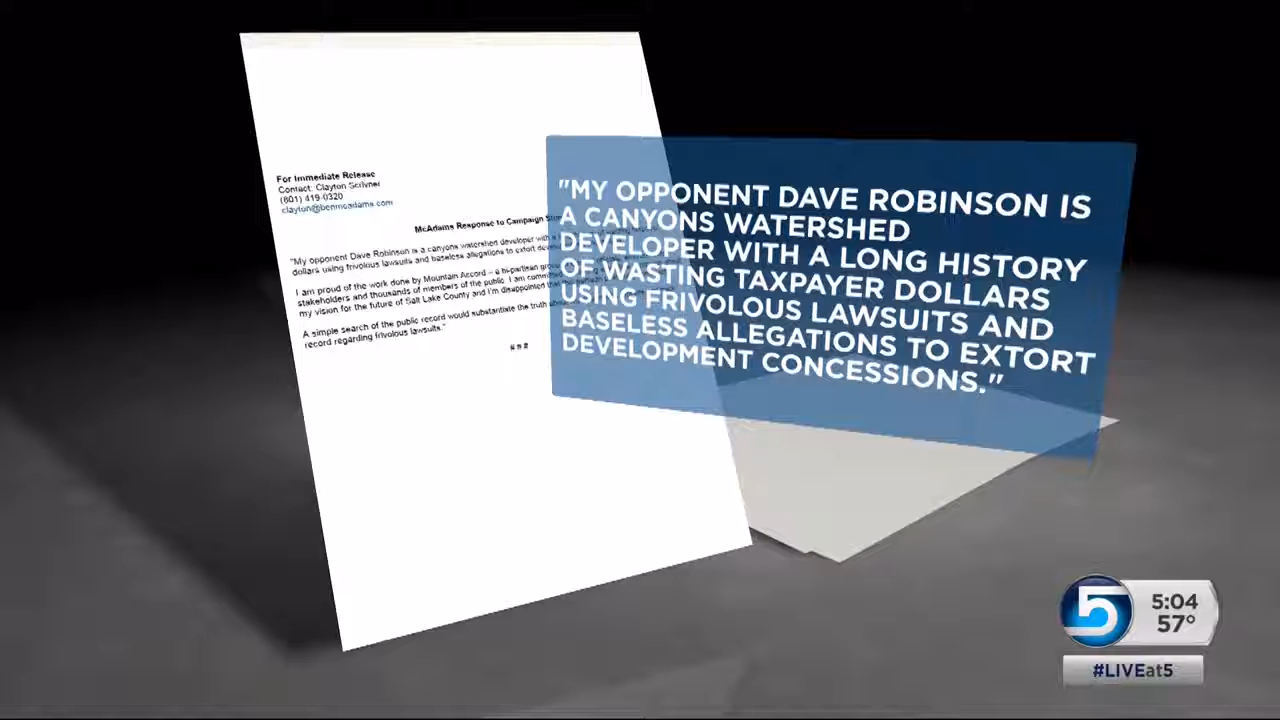 For Immediate Release
Contact: Clayton Scrivner
(801) 419-0320
clayton@benmcadams.com
McAdams Response to Campaign
"My opponent Dave Robinson is a canyons watershed developer with a
dollars using frivolous lawsuits and baseless allegations to extort
I am proud of the work done by Mountain Accord – a bi-partisan
stakeholders and thousands of members of the public. I am
my vision for the future of Salt Lake County and I'm disappointed
A simple search of the public record would substantiate the truth
record regarding frivolous lawsuits."
###
"MY OPPONENT DAVE ROBINSON IS
A CANYONS WATERSHED
DEVELOPER WITH A LONG HISTORY
OF WASTING TAXPAYER DOLLARS
USING FRIVOLOUS LAWSUITS AND
BASELESS ALLEGATIONS TO EXTORT
DEVELOPMENT CONCESSIONS."
5
5:04
57°
#LIVEat5